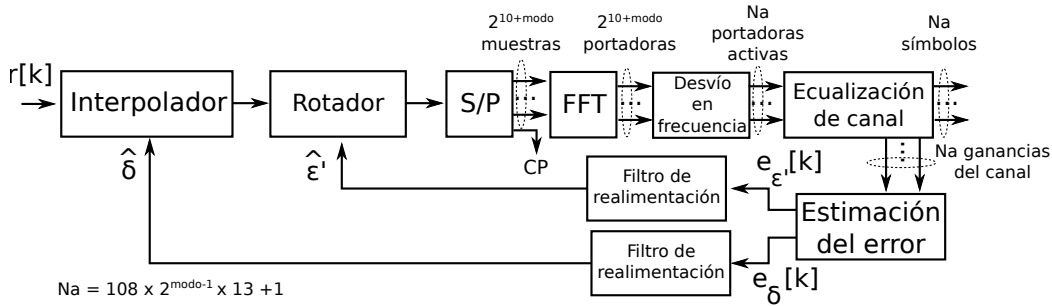 2^{10+modo}
muestras
2^{10+modo}
portadoras
Na
portadoras
activas
Na
símbolos
r[k]
Interpolador
Rotador
S/P
FFT
Desvío
en
frecuencia
Ecualización
de canal
CP
Na ganancias
del canal
δ̂
ε̂'
Filtro de
realimentación
e_{ε'}[k]
Estimación
del error
Filtro de
realimentación
e_δ[k]
Na = 108 x 2^{modo-1} x 13 +1